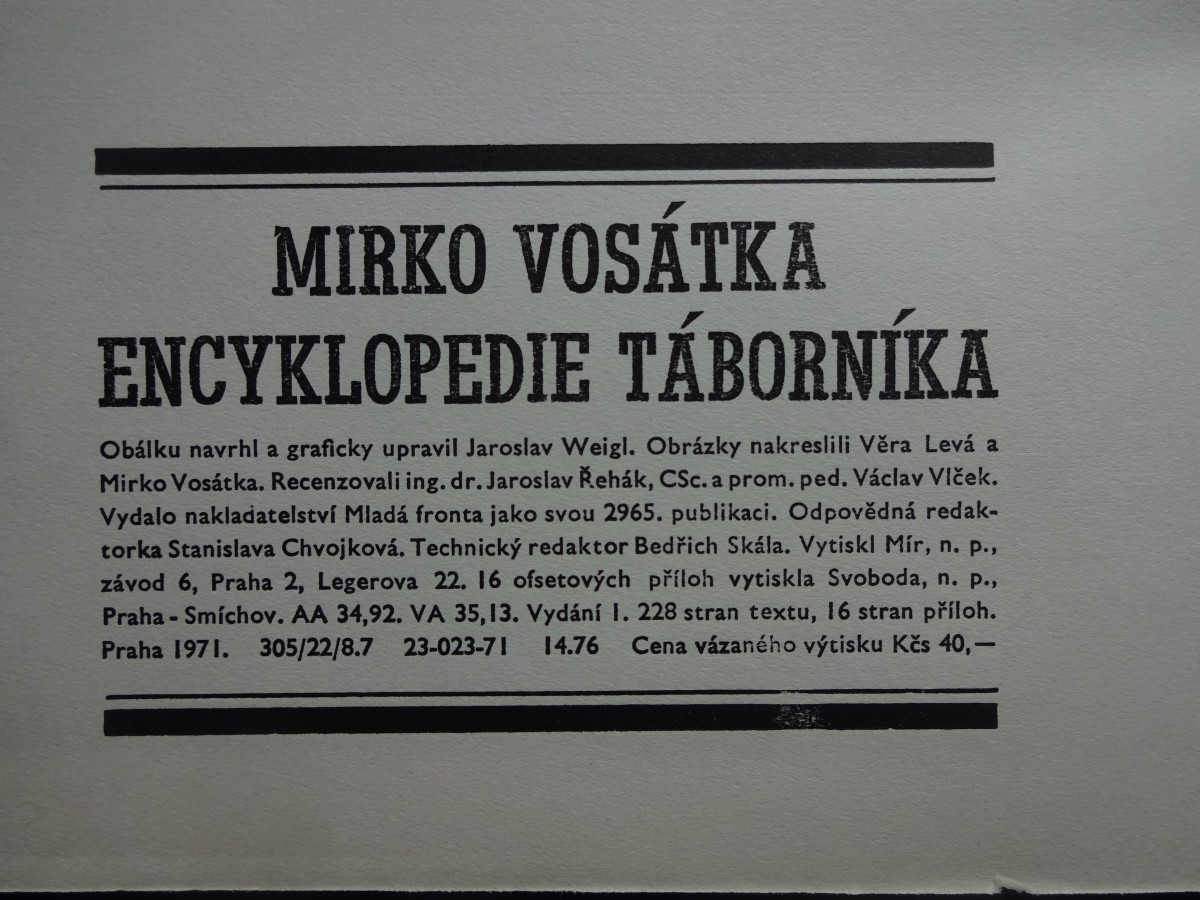 MIRKO VOSÁTKA
ENCYKLOPEDIE TÁBORNÍKA
Obálku navrhl a graficky upravil Jaroslav Weigl. Obrázky nakreslili Věra Levá a
Mirko Vosátka. Recenzovali ing. dr. Jaroslav Řehák, CSc. a prom. ped. Václav Vlček.
Vydalo nakladatelství Mladá fronta jako svou 2965. publikaci. Odpovědná redak-
torka Stanislava Chvojková. Technický redaktor Bedřich Skála. Vytiskl Mír, n. p.,
závod 6, Praha 2, Legerova 22. 16 ofsetových příloh vytiskla Svoboda, n. p.,
Praha - Smíchov. AA 34,92. VA 35,13. Vydání 1. 228 stran textu, 16 stran příloh.
Praha 1971. 305/22/8.7 23-023-71 14.76 Cena vázaného výtisku Kčs 40,—